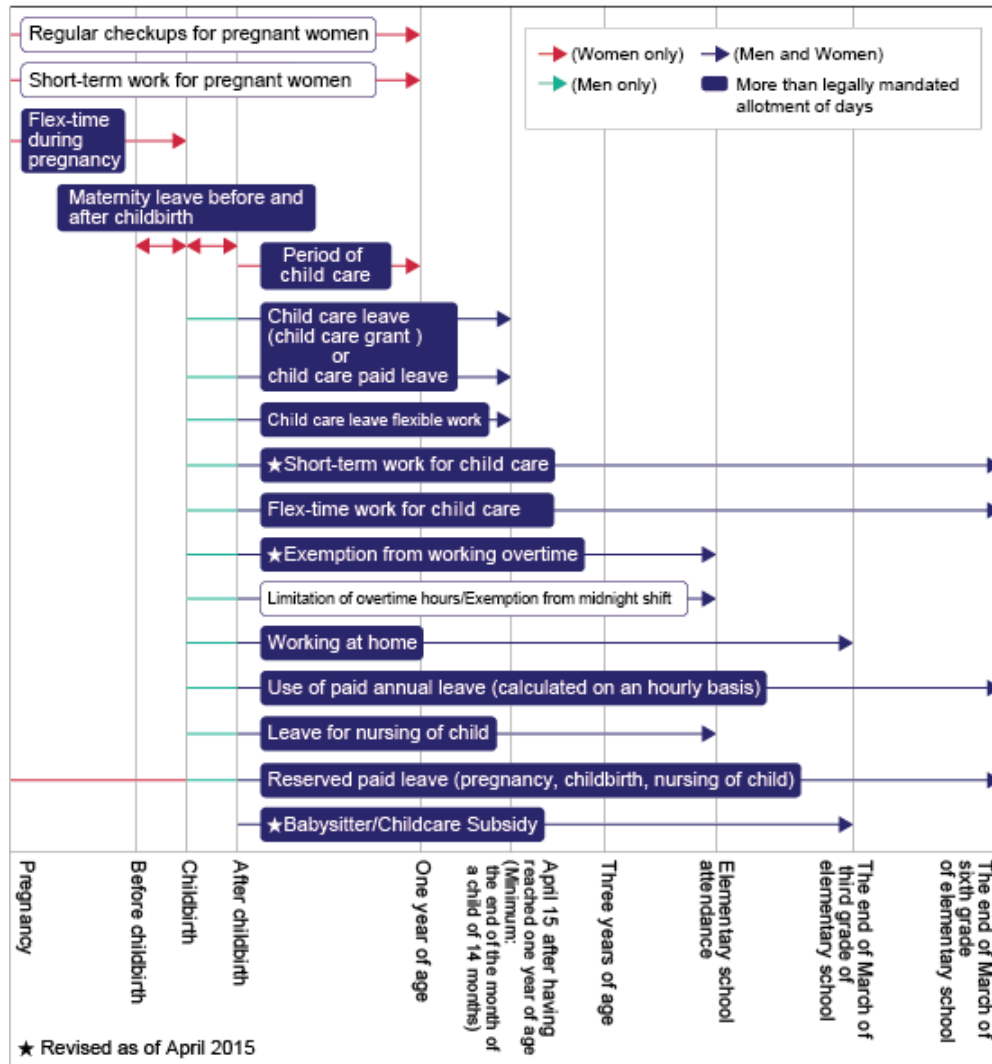 Regular checkups for pregnant women
Short-term work for pregnant women
(Women only)
(Men and Women)
(Men only)
More than legally mandated
allotment of days
Flex-time
during
pregnancy
Maternity leave before and
after childbirth
Period of
child care
Child care leave
(child care grant )
or
child care paid leave
Child care leave flexible work
★Short-term work for child care
Flex-time work for child care
★Exemption from working overtime
Limitation of overtime hours/Exemption from midnight shift
Working at home
Use of paid annual leave (calculated on an hourly basis)
Leave for nursing of child
Reserved paid leave (pregnancy, childbirth, nursing of child)
★Babysitter/Childcare Subsidy
Pregnancy
Before childbirth
Childbirth
After childbirth
One year of age
April 15 after having
reached one year of age
(Minimum:
the end of the month of
a child of 14 months)
Three years of age
Elementary school
attendance
The end of March of
third grade of
elementary school
The end of March of
sixth grade
of elementary school
★ Revised as of April 2015